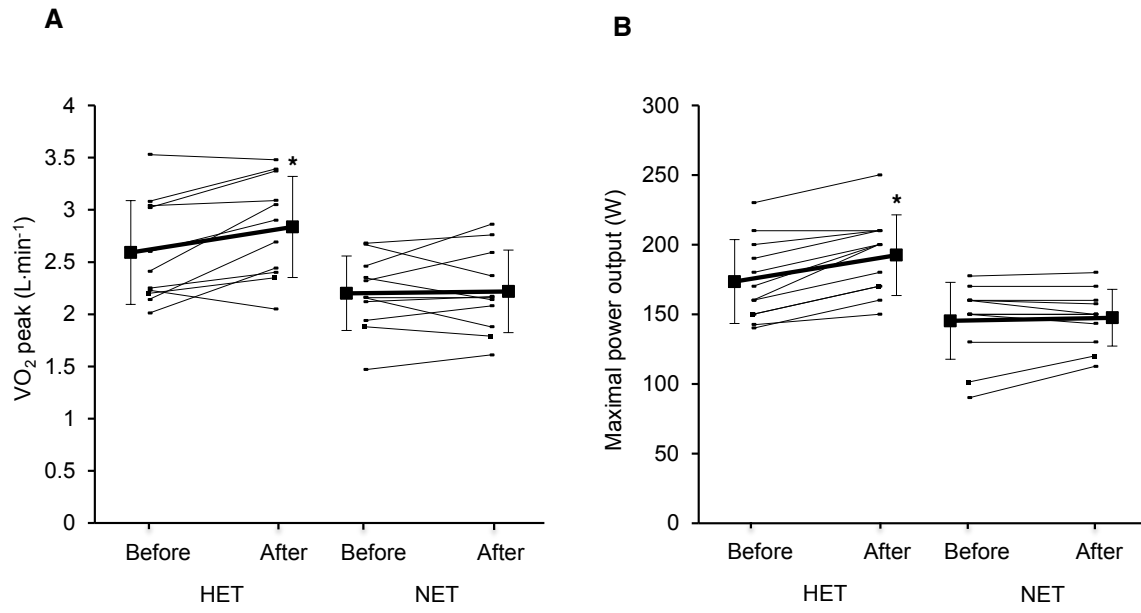 A
VO₂ peak (L·min⁻¹)
4
3.5
3
2.5
2
1.5
1
0.5
0
*
Before After Before After
HET NET
B
Maximal power output (W)
300
250
200
150
100
50
0
*
Before After Before After
HET NET